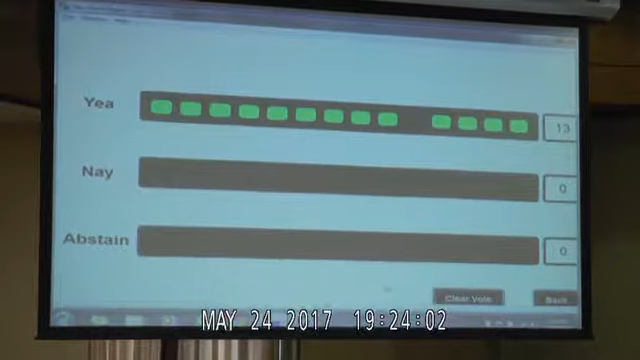 Yea 13
Nay 0
Abstain 0
Clear Vote Back
MAY 24 2017 19:24:02